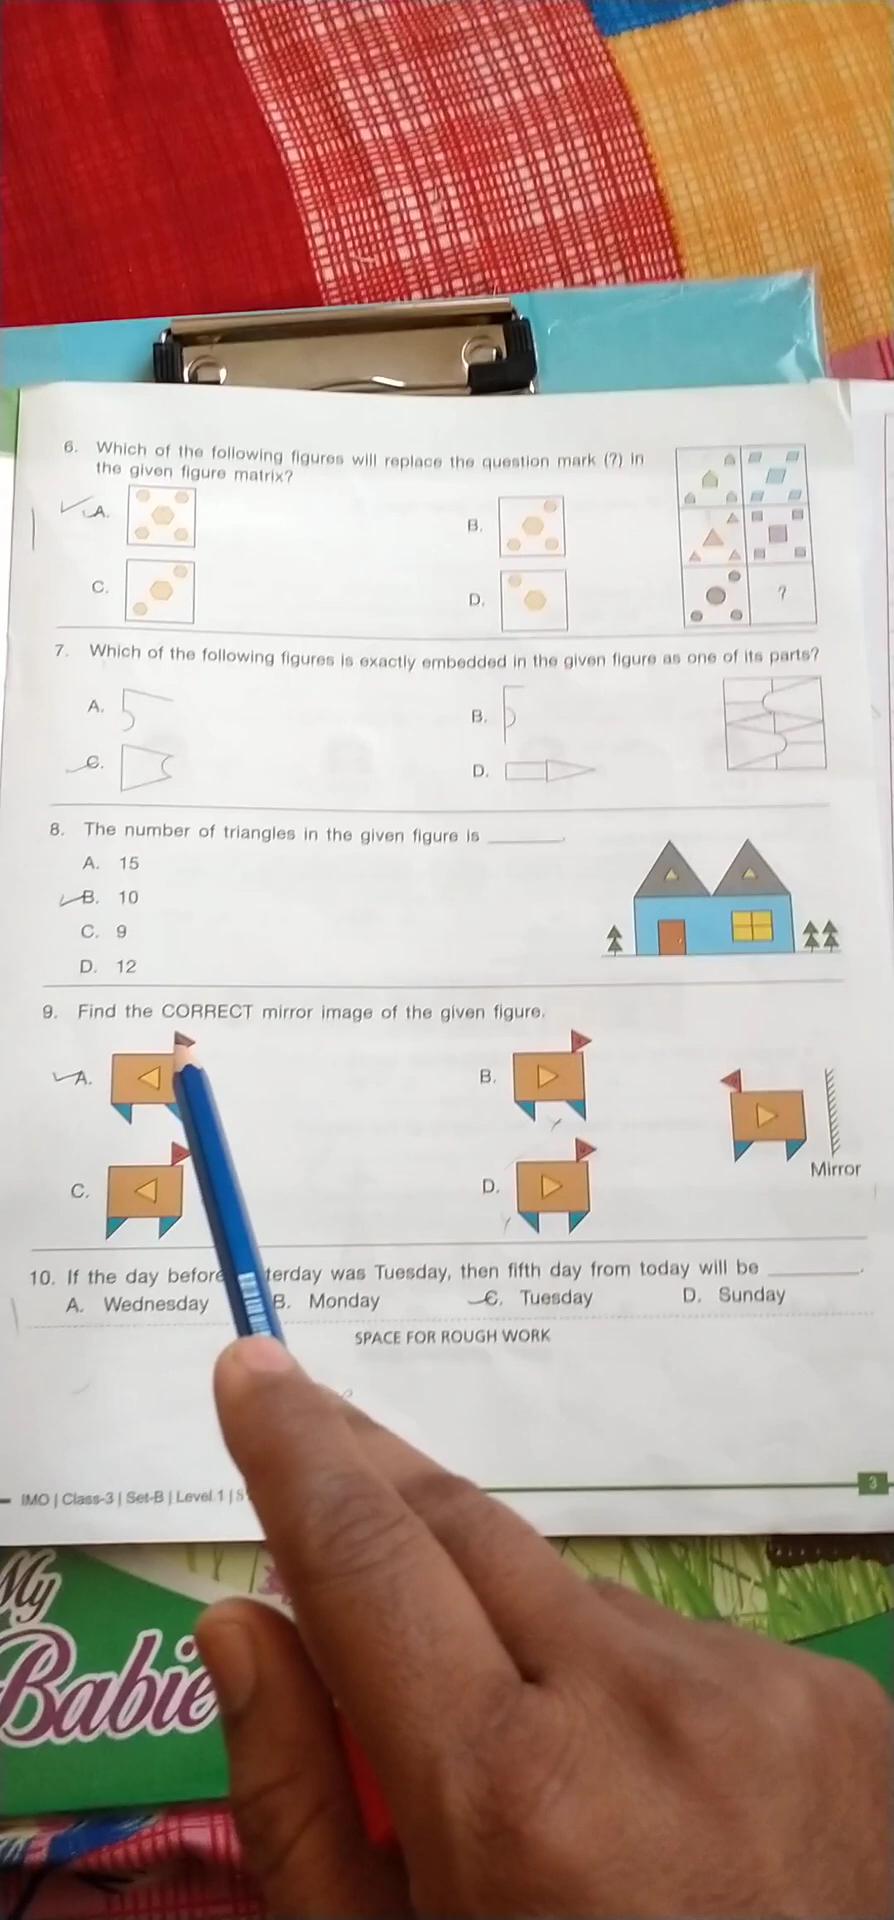 6. Which of the following figures will replace the question mark (?) in
the given figure matrix?
A.
B.
C.
D.
?
7. Which of the following figures is exactly embedded in the given figure as one of its parts?
A.
B.
C.
D.
8. The number of triangles in the given figure is ______.
A. 15
B. 10
C. 9
D. 12
9. Find the CORRECT mirror image of the given figure.
A.
B.
C.
D.
Mirror
10. If the day before terday was Tuesday, then fifth day from today will be ______.
A. Wednesday B. Monday C. Tuesday D. Sunday
SPACE FOR ROUGH WORK
IMO | Class-3 | Set-B | Level 1 |
3
My
Babie